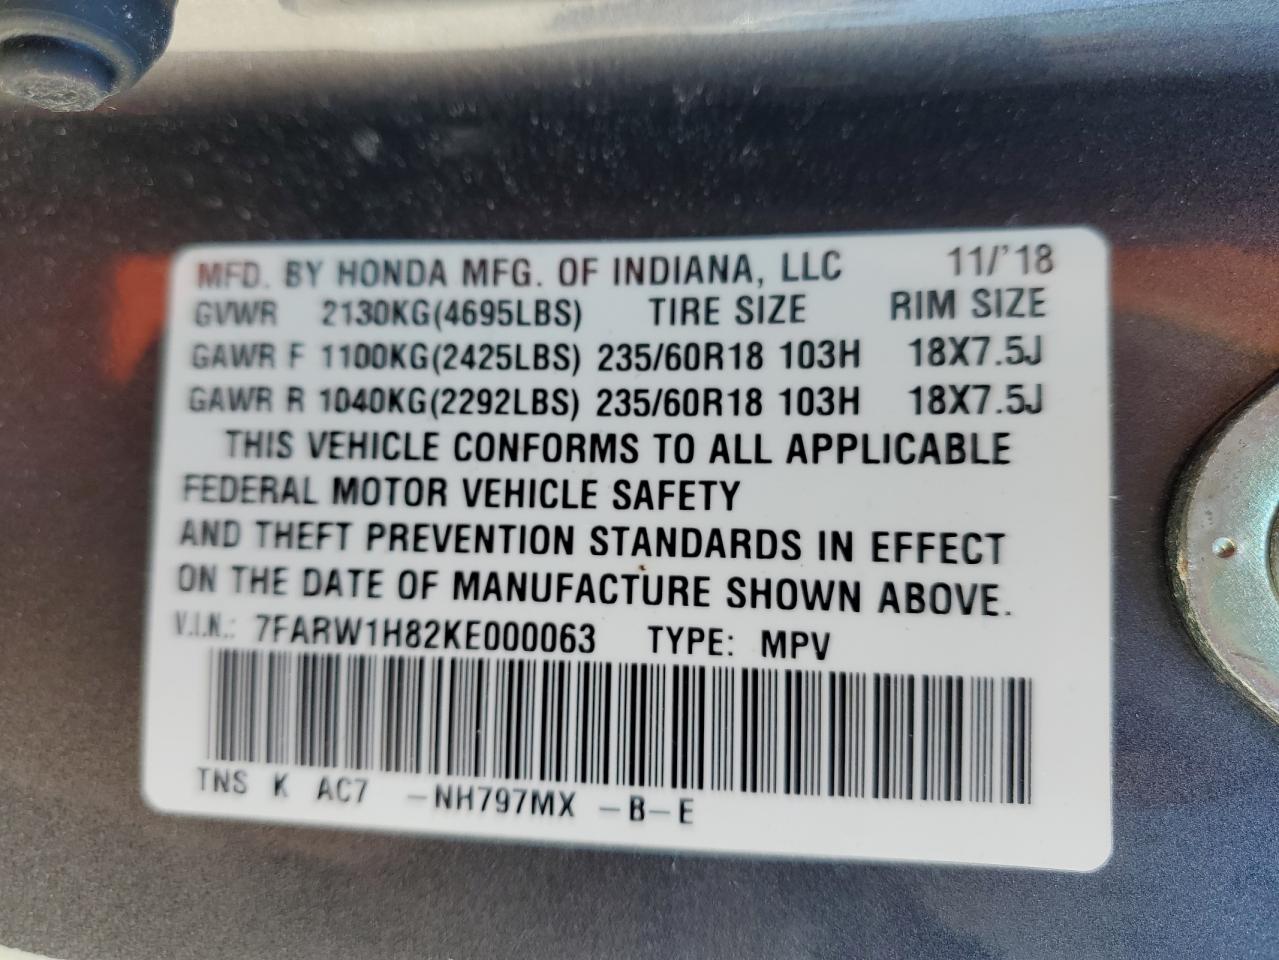 MFD. BY HONDA MFG. OF INDIANA, LLC 11/'18
GVWR 2130KG(4695LBS) TIRE SIZE RIM SIZE
GAWR F 1100KG(2425LBS) 235/60R18 103H 18X7.5J
GAWR R 1040KG(2292LBS) 235/60R18 103H 18X7.5J
THIS VEHICLE CONFORMS TO ALL APPLICABLE
FEDERAL MOTOR VEHICLE SAFETY
AND THEFT PREVENTION STANDARDS IN EFFECT
ON THE DATE OF MANUFACTURE SHOWN ABOVE.
V.I.N.: 7FARW1H82KE000063 TYPE: MPV
TNS K AC7 -NH797MX -B-E